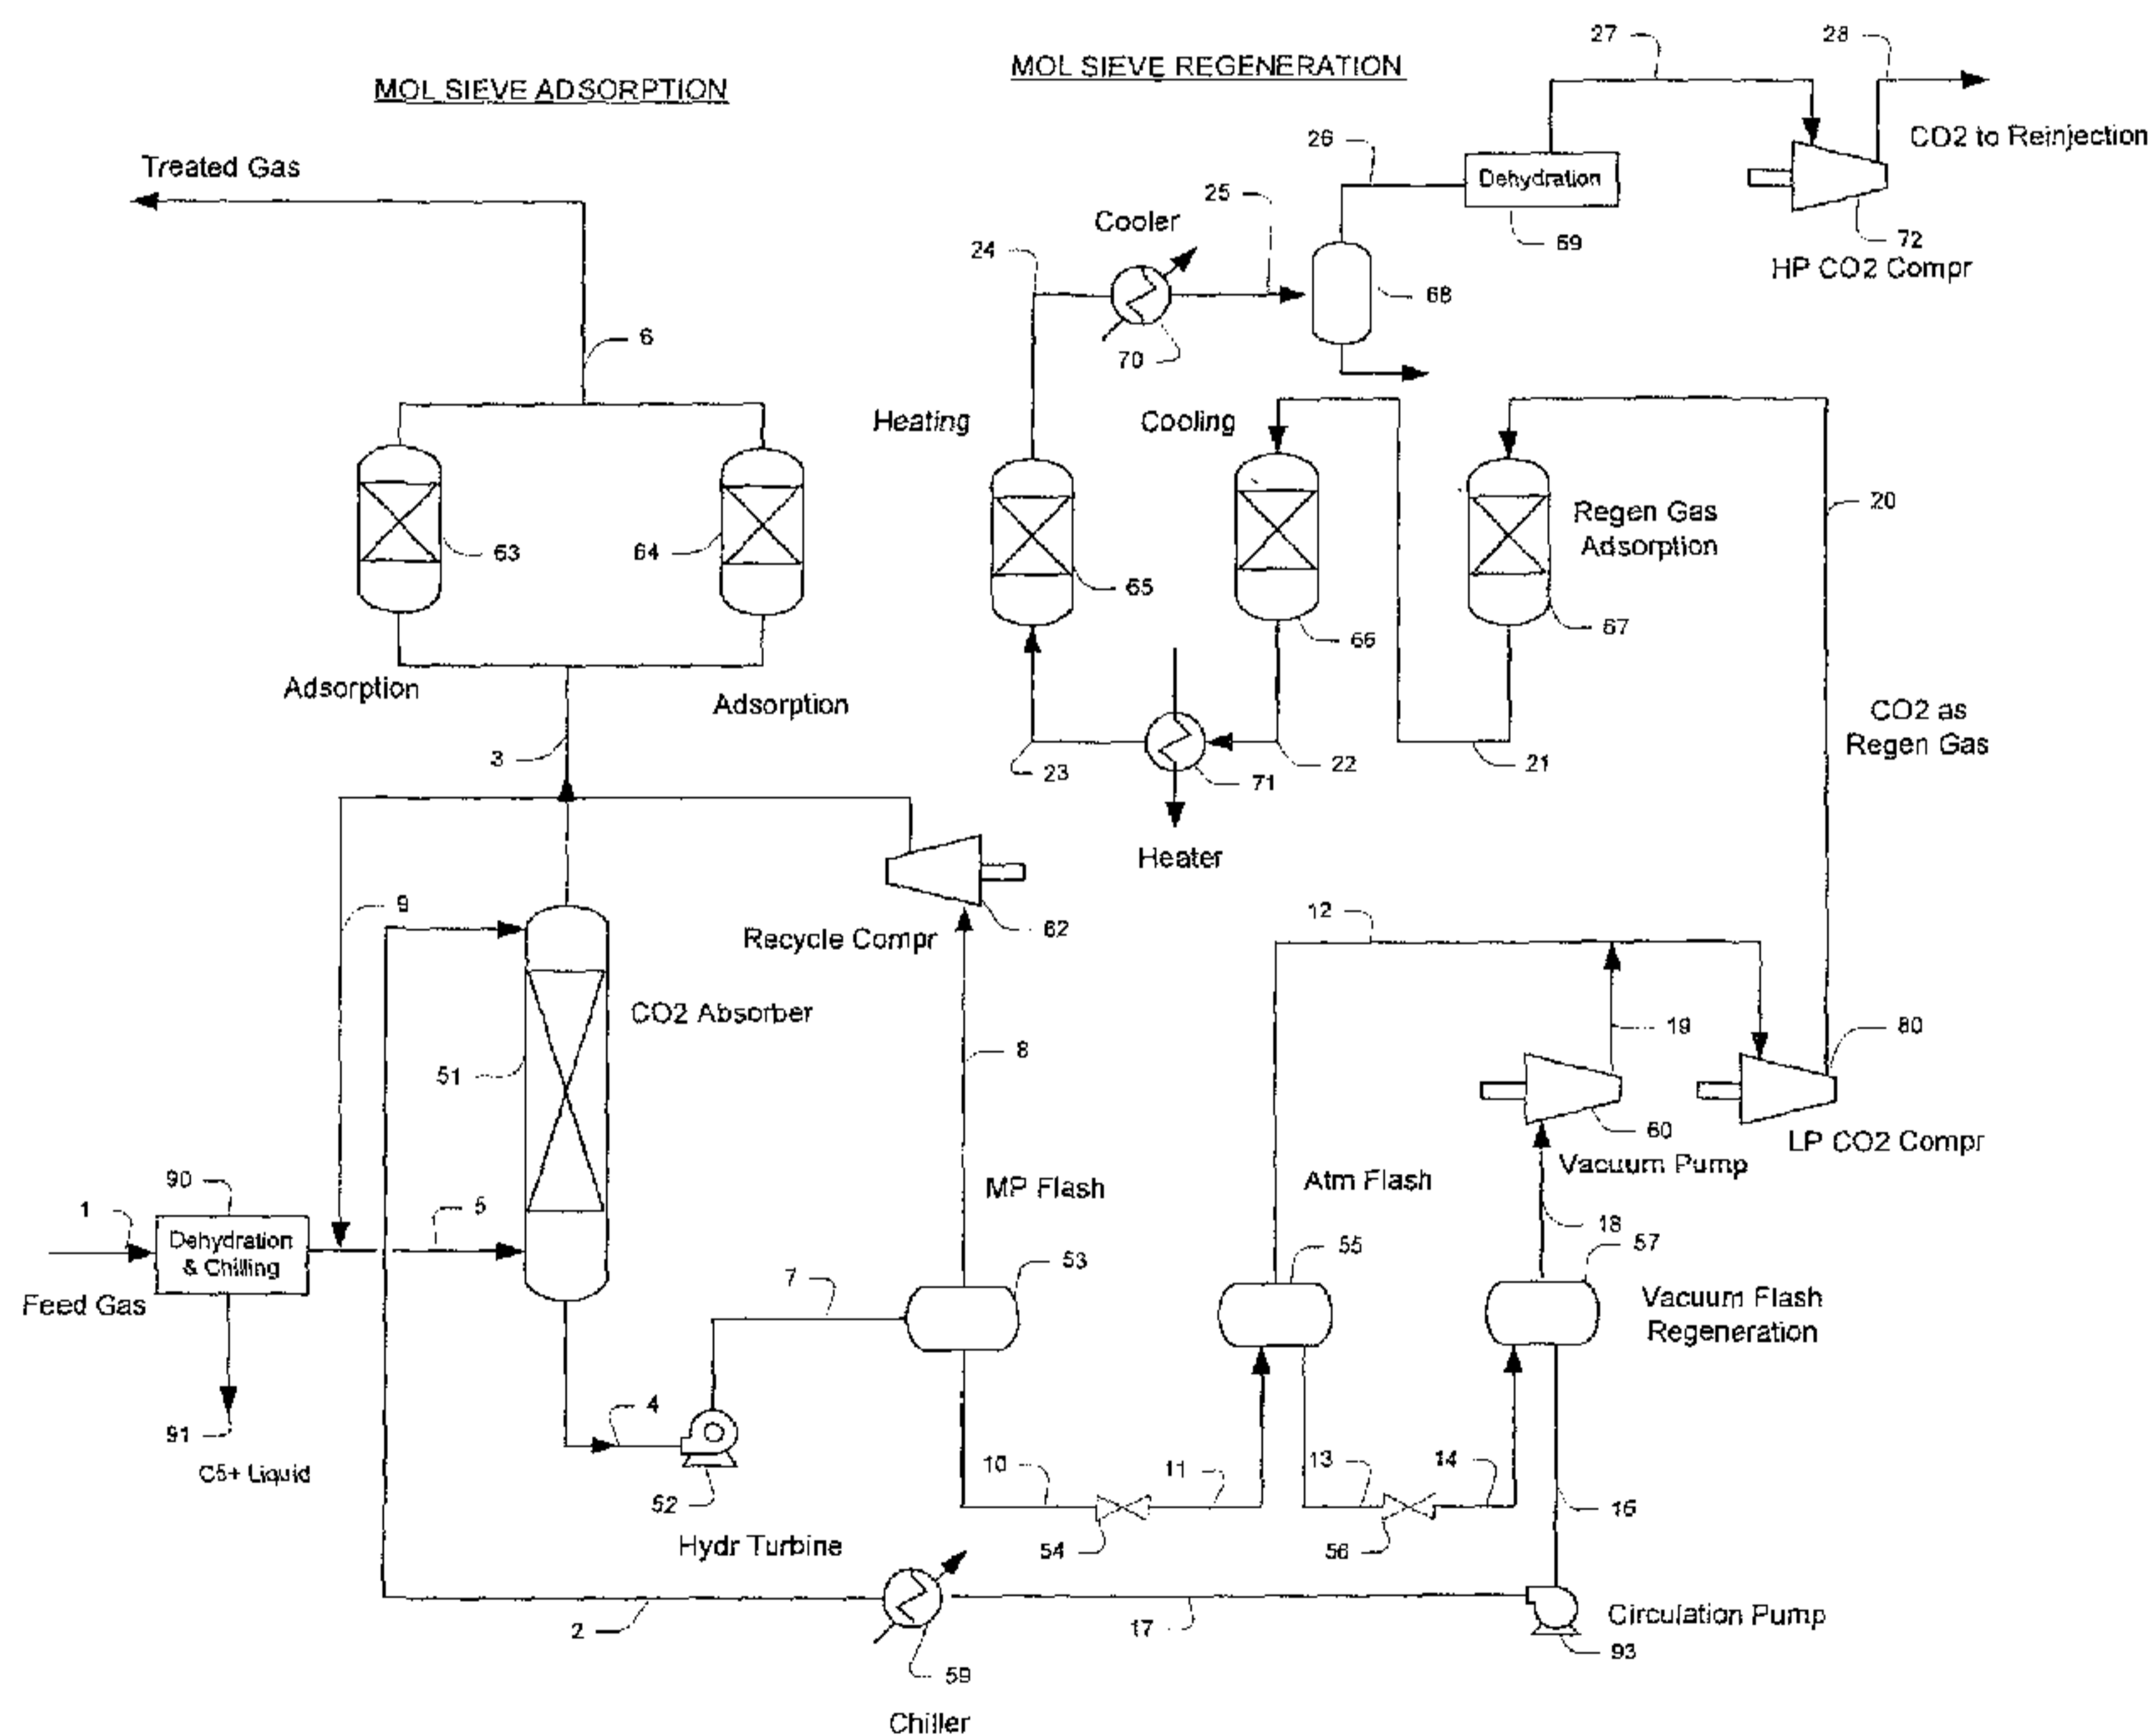 27
28
MOL SIEVE REGENERATION
MOL SIEVE ADSORPTION
CO2 to Reinjection
26
Dehydration
Treated Gas
25
Cooler
69
72
HP CO2 Compr
24
68
6
70
Heating
Cooling
20
Regen Gas
Adsorption
63
64
65
66
67
Adsorption
Adsorption
CO2 as
Regen Gas
3
23
71
22
21
Heater
9
12
Recycle Compr
62
CO2 Absorber
8
19
80
51
60
LP CO2 Compr
Vacuum Pump
90
MP Flash
Atm Flash
1
5
18
Dehydration
& Chilling
7
53
55
57
Feed Gas
Vacuum Flash
Regeneration
91
4
C5+ Liquid
10
11
13
14
52
16
54
56
Hydr Turbine
2
17
Circulation Pump
93
59
Chiller